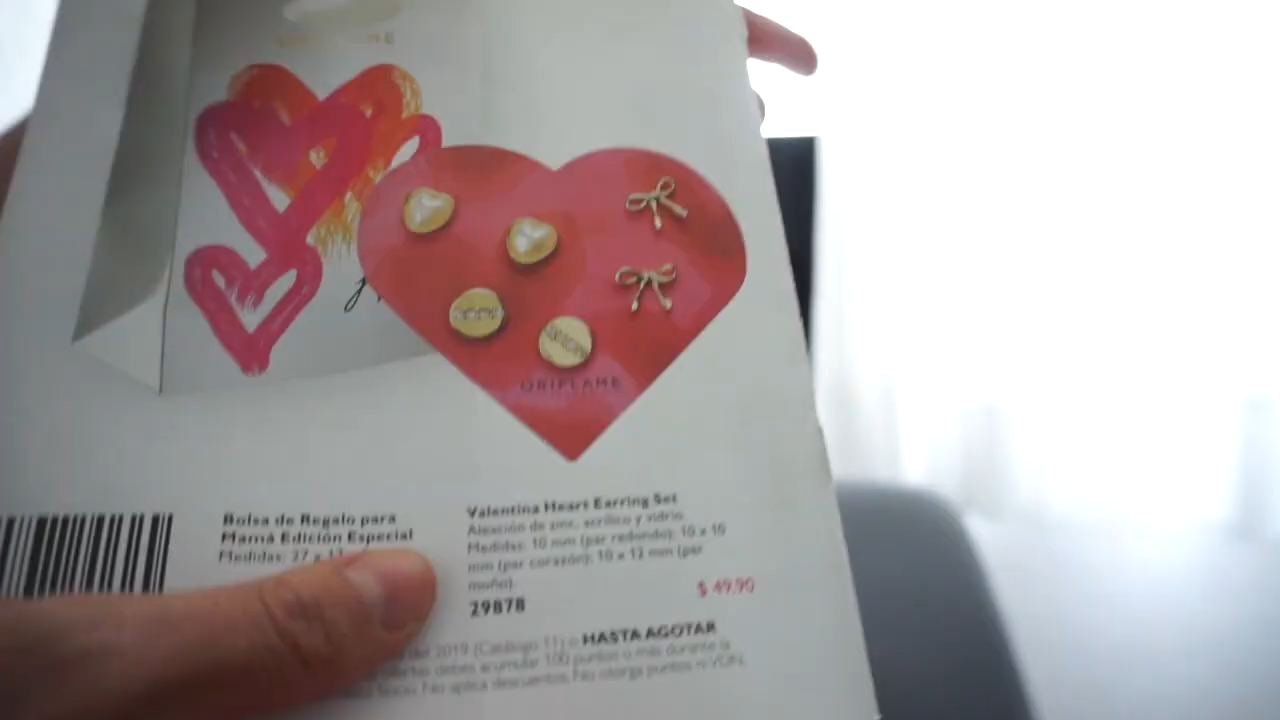 ORIFLAME
Bolsa de Regalo para
Mamá Edición Especial
Medidas: 27 x
Valentina Heart Earring Set
Aleación de zinc, acrílico y vidrio.
Medidas: 10 mm (par redondo); 10 x 10
mm (par corazón); 10 x 12 mm (par
moño).
29878
$ 49.90
del 2019 (Catálogo 11) o HASTA AGOTAR
debes acumular 100 puntos o más durante la
No aplica descuentos. No otorga puntos ni VDN.